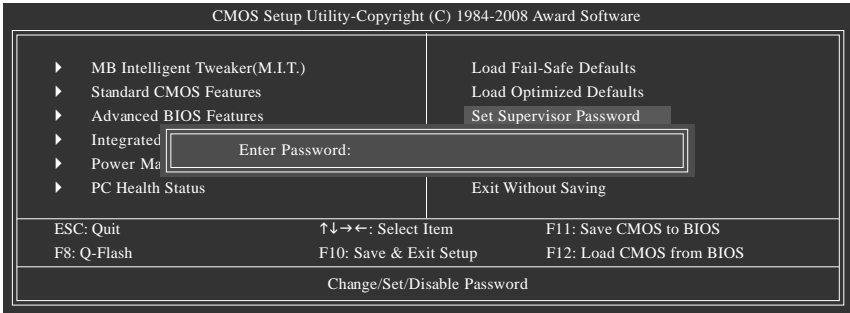 CMOS Setup Utility-Copyright (C) 1984-2008 Award Software
MB Intelligent Tweaker(M.I.T.)
Standard CMOS Features
Advanced BIOS Features
Integrated
Power Ma
PC Health Status
Load Fail-Safe Defaults
Load Optimized Defaults
Set Supervisor Password
Exit Without Saving
Enter Password:
ESC: Quit
↑↓→←: Select Item
F11: Save CMOS to BIOS
F8: Q-Flash
F10: Save & Exit Setup
F12: Load CMOS from BIOS
Change/Set/Disable Password